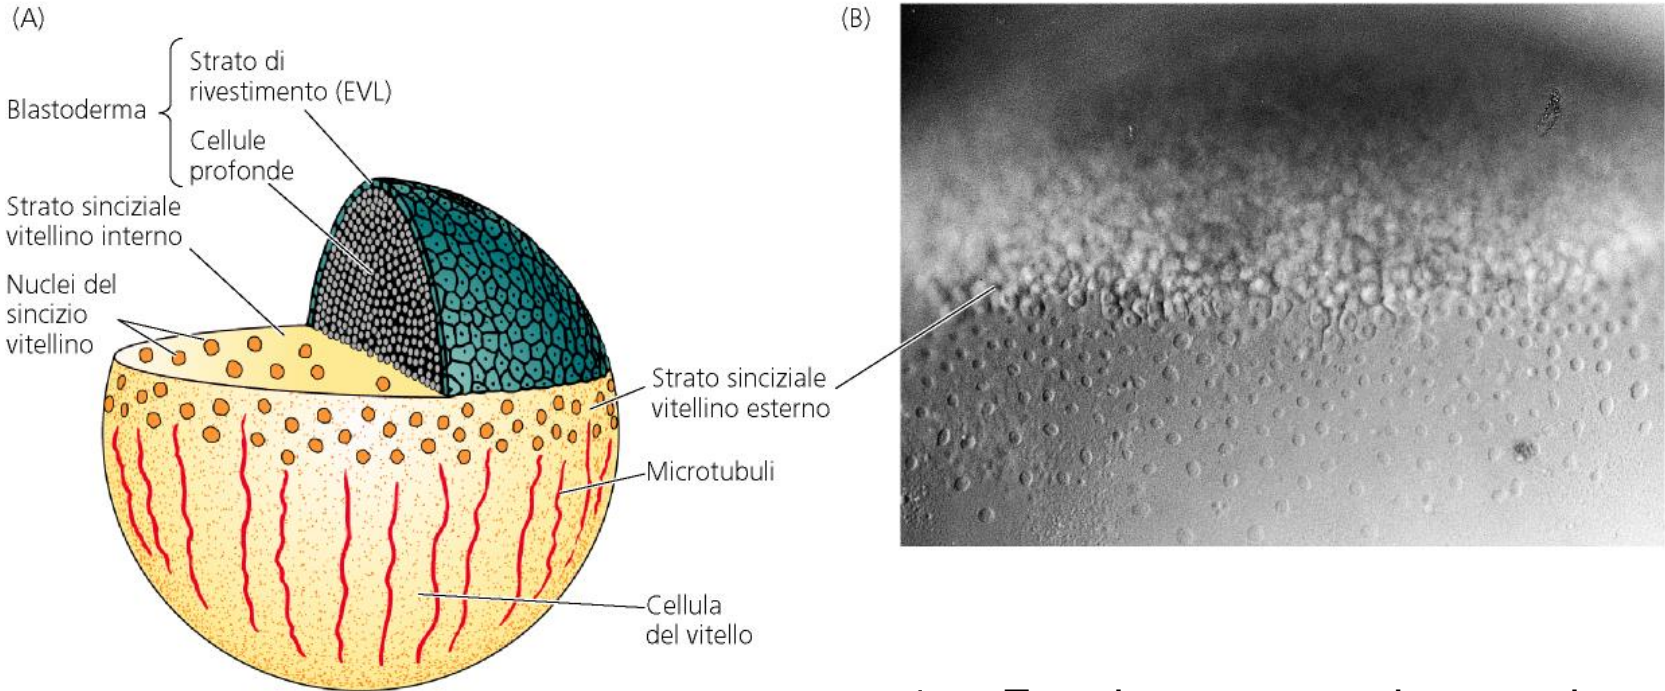 (A)
Blastoderma
Strato di
rivestimento (EVL)
Cellule
profonde
Strato sinciziale
vitellino interno
Nuclei del
sincizio
vitellino
Strato sinciziale
vitellino esterno
Microtubuli
Cellula
del vitello
(B)